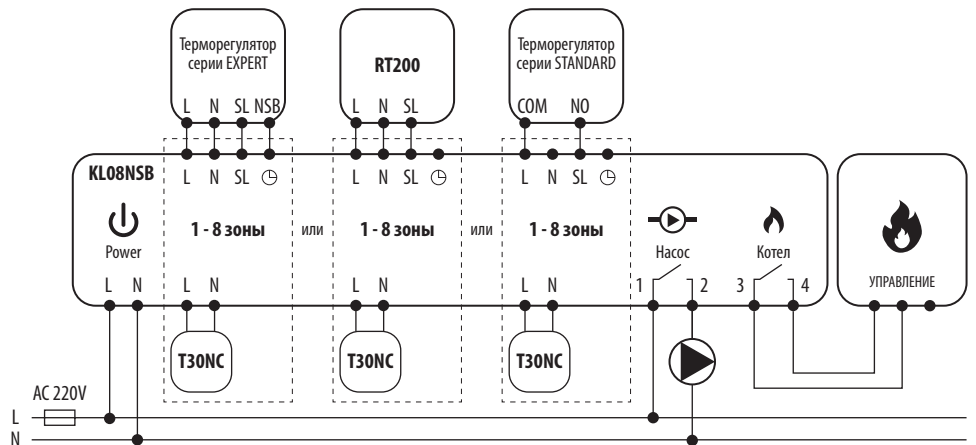 Терморегулятор
серии EXPERT
L N SL NSB
RT200
L N SL
Терморегулятор
серии STANDARD
COM NO
KL08NSB
L N SL
L N SL
L N SL
Power
1 - 8 зоны
или
1 - 8 зоны
или
1 - 8 зоны
Насос
Котел
УПРАВЛЕНИЕ
L N
L N
L N
L N
1 2
3 4
T30NC
T30NC
T30NC
AC 220V
L
N